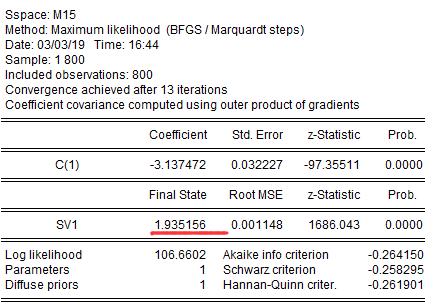 Sspace: M15
Method: Maximum likelihood (BFGS / Marquardt steps)
Date: 03/03/19 Time: 16:44
Sample: 1 800
Included observations: 800
Convergence achieved after 13 iterations
Coefficient covariance computed using outer product of gradients
Coefficient Std. Error z-Statistic Prob.
C(1) -3.137472 0.032227 -97.35511 0.0000
Final State Root MSE z-Statistic Prob.
SV1 1.935156 0.001148 1686.043 0.0000
Log likelihood 106.6602 Akaike info criterion -0.264150
Parameters 1 Schwarz criterion -0.258295
Diffuse priors 1 Hannan-Quinn criter. -0.261901